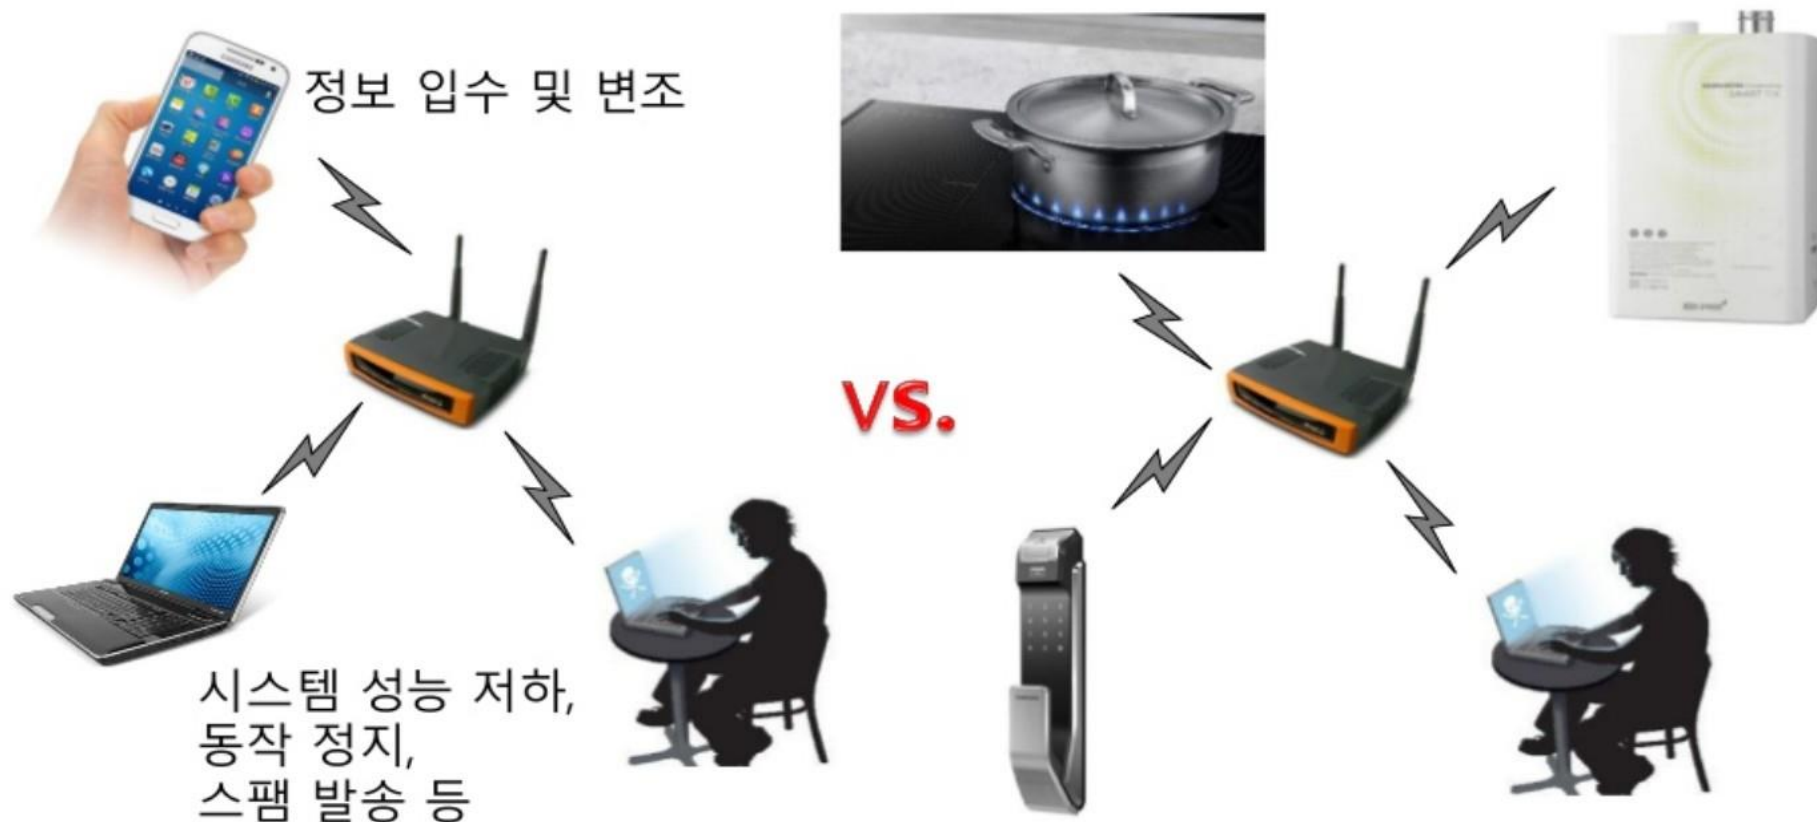 정보 입수 및 변조
vs.
시스템 성능 저하,
동작 정지,
스팸 발송 등